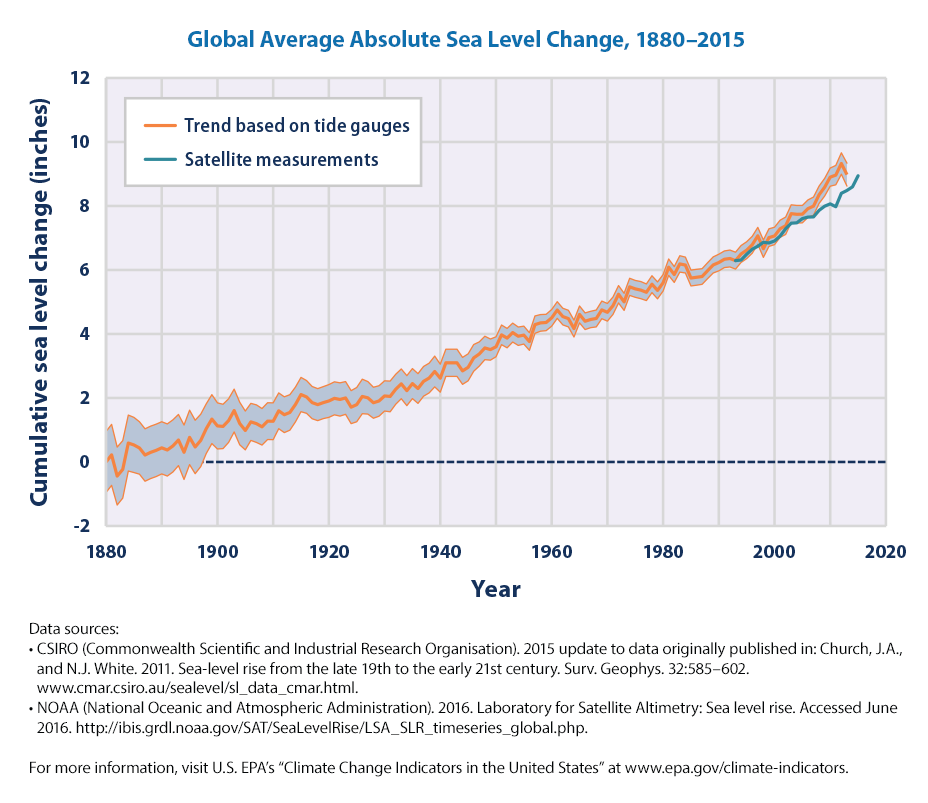 Global Average Absolute Sea Level Change, 1880–2015
Cumulative sea level change (inches)
12
10
8
6
4
2
0
-2
Trend based on tide gauges
Satellite measurements
1880 1900 1920 1940 1960 1980 2000 2020
Year
Data sources:
• CSIRO (Commonwealth Scientific and Industrial Research Organisation). 2015 update to data originally published in: Church, J.A.,
and N.J. White. 2011. Sea-level rise from the late 19th to the early 21st century. Surv. Geophys. 32:585–602.
www.cmar.csiro.au/sealevel/sl_data_cmar.html.
• NOAA (National Oceanic and Atmospheric Administration). 2016. Laboratory for Satellite Altimetry: Sea level rise. Accessed June
2016. http://ibis.grdl.noaa.gov/SAT/SeaLevelRise/LSA_SLR_timeseries_global.php.
For more information, visit U.S. EPA’s “Climate Change Indicators in the United States” at www.epa.gov/climate-indicators.